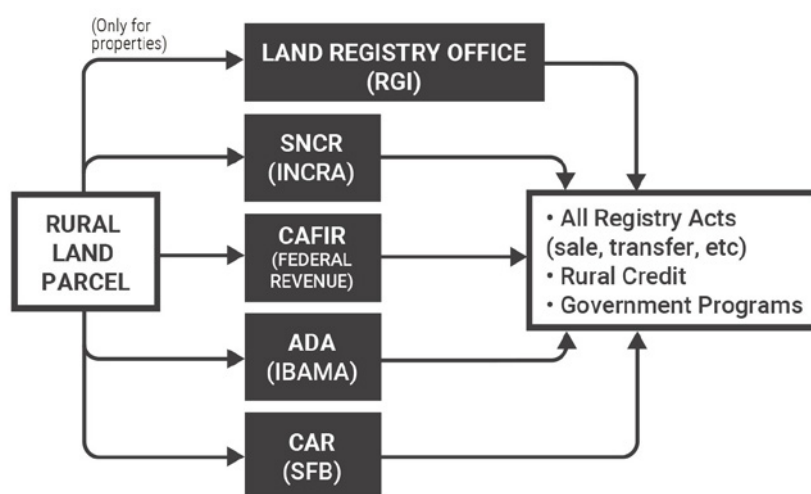 (Only for
properties)
LAND REGISTRY OFFICE
(RGI)
SNCR
(INCRA)
RURAL
LAND
PARCEL
CAFIR
(FEDERAL
REVENUE)
• All Registry Acts
(sale, transfer, etc)
• Rural Credit
• Government Programs
ADA
(IBAMA)
CAR
(SFB)